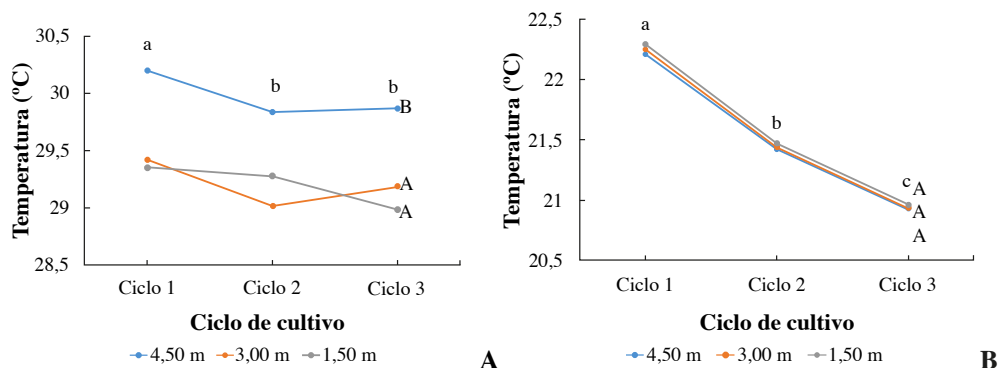 30,5
30
29,5
29
28,5
Temperatura (ºC)
a
b
b
B
A
A
Ciclo 1 Ciclo 2 Ciclo 3
Ciclo de cultivo
4,50 m 3,00 m 1,50 m
A
22,5
22
21,5
21
20,5
Temperatura (ºC)
a
b
c
A
A
A
Ciclo 1 Ciclo 2 Ciclo 3
Ciclo de cultivo
4,50 m 3,00 m 1,50 m
B